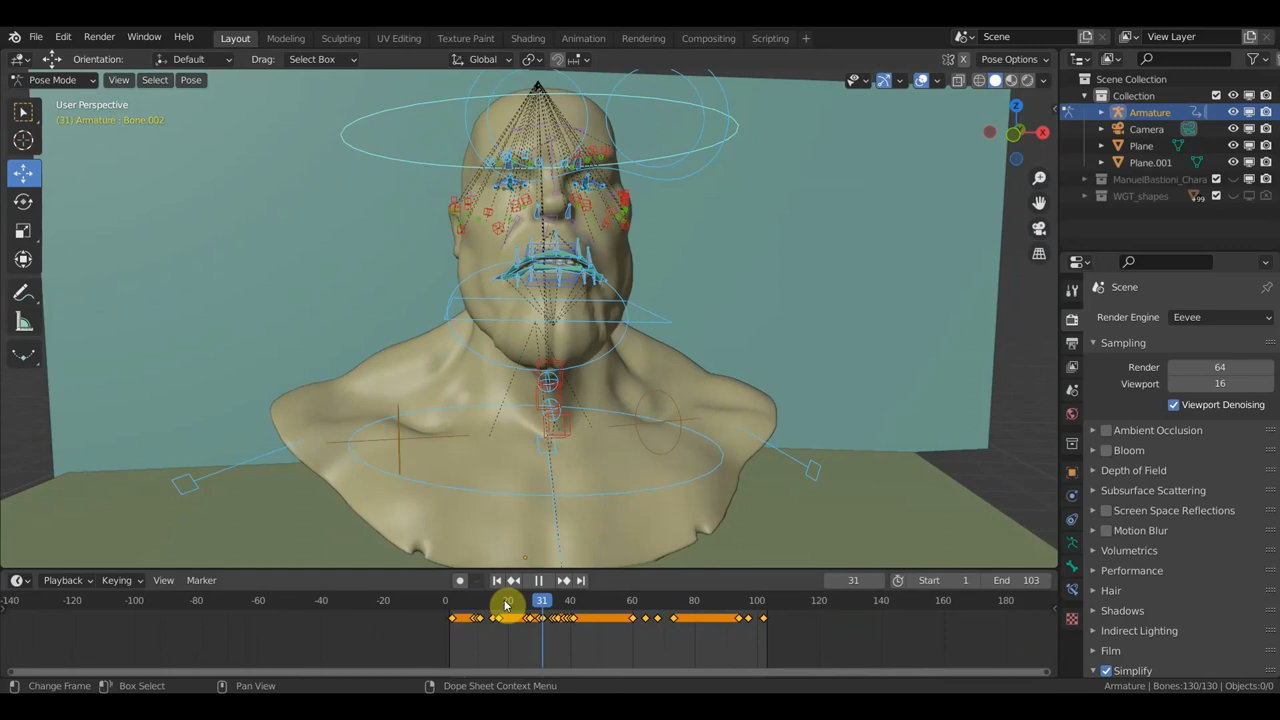 File Edit Render Window Help Layout Modeling Sculpting UV Editing Texture Paint Shading Animation Rendering Compositing Scripting + Scene View Layer
Orientation: Default Drag: Select Box Global X Pose Options
Pose Mode View Select Pose
Scene Collection
User Perspective
(31) Armature : Bone.002
Collection
Armature
Camera
Plane
Plane.001
ManuelBastioni_Chara
WGT_shapes 99
Z
X
Scene
Render Engine Eevee
Sampling
Render 64
Viewport 16
Viewport Denoising
Ambient Occlusion
Bloom
Depth of Field
Subsurface Scattering
Screen Space Reflections
Motion Blur
Volumetrics
Performance
Hair
Shadows
Indirect Lighting
Film
Simplify
Playback Keying View Marker 31 Start 1 End 103
-140 -120 -100 -80 -60 -40 -20 0 20 31 40 60 80 100 120 140 160 180
Change Frame Box Select Pan View Dope Sheet Context Menu Armature | Bones:130/130 | Objects:0/0